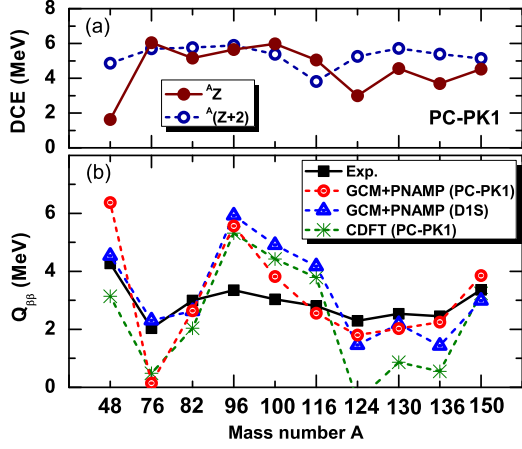 (a)
DCE (MeV)
8
6
4
2
0
ᴬZ
ᴬ(Z+2)
PC-PK1
(b)
Q_ββ (MeV)
6
4
2
0
Exp.
GCM+PNAMP (PC-PK1)
GCM+PNAMP (D1S)
CDFT (PC-PK1)
48 76 82 96 100 116 124 130 136 150
Mass number A